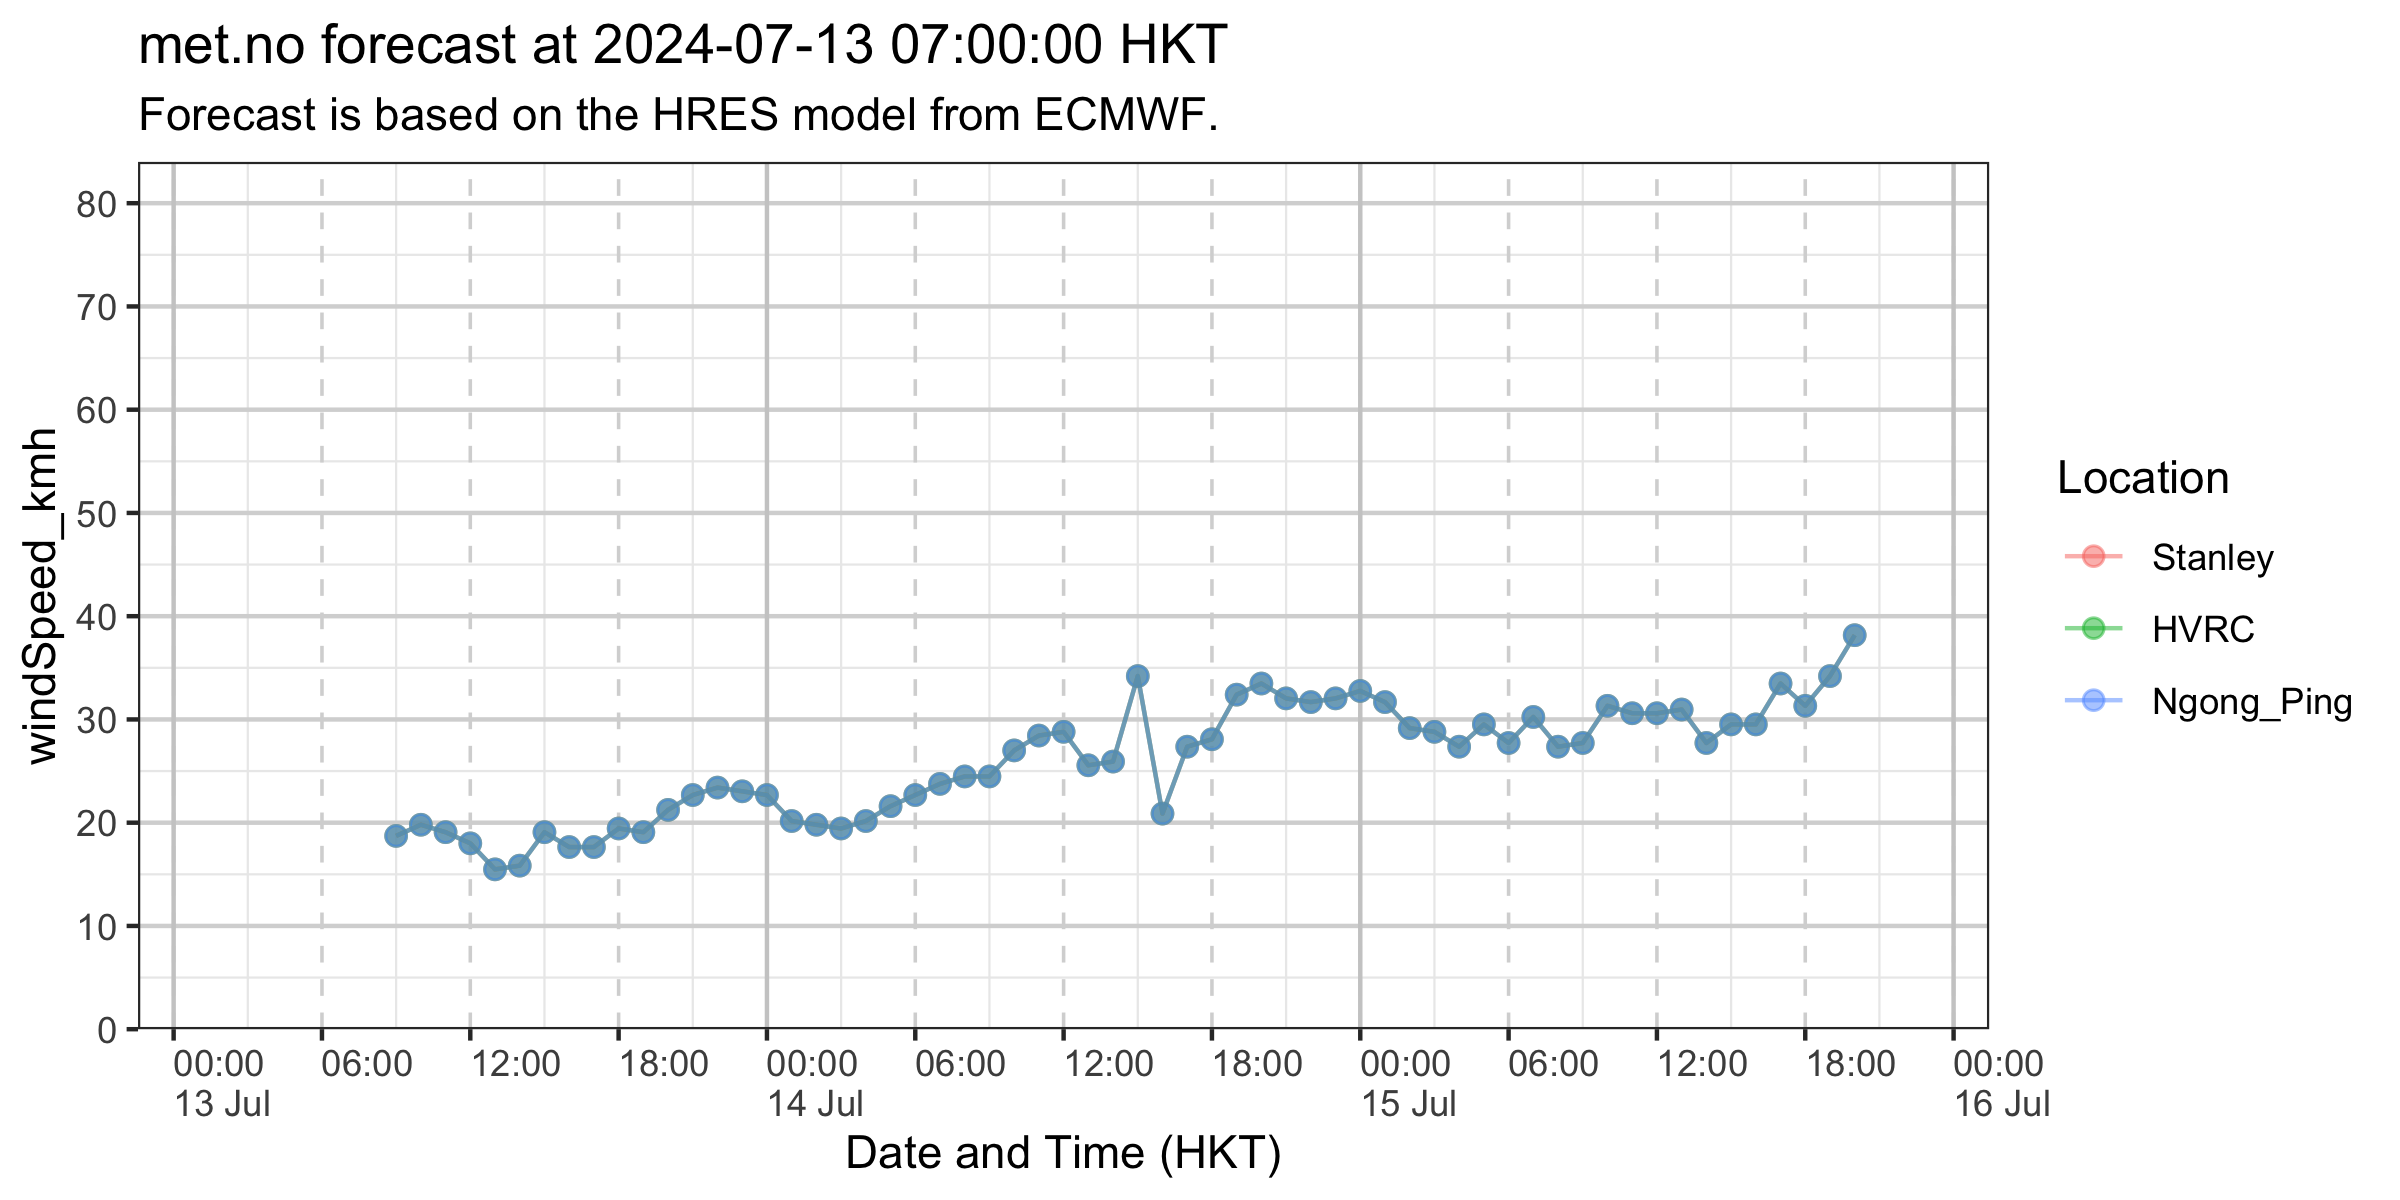 met.no forecast at 2024-07-13 07:00:00 HKT
Forecast is based on the HRES model from ECMWF.
windSpeed_kmh
80
70
60
50
40
30
20
10
0
00:00 06:00 12:00 18:00 00:00 06:00 12:00 18:00 00:00 06:00 12:00 18:00 00:00
13 Jul 14 Jul 15 Jul 16 Jul
Date and Time (HKT)
Location
Stanley
HVRC
Ngong_Ping